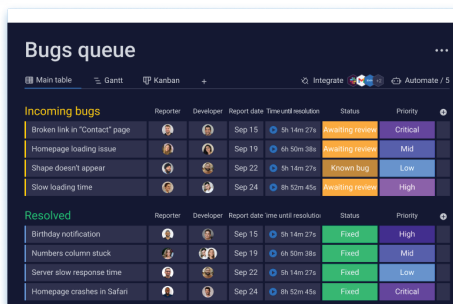 Bugs queue
Main table Gantt Kanban + Integrate Automate / 5
Incoming bugs Reporter Developer Report date Time until resolution Status Priority
Broken link in "Contact" page Sep 15 5h 14m 27s Awaiting review Critical
Homepage loading issue Sep 19 6h 50m 38s Awaiting review Mid
Shape doesn't appear Sep 22 5h 14m 27s Known bug Low
Slow loading time Sep 24 8h 52m 45s Awaiting review High
Resolved Reporter Developer Report date Time until resolution Status Priority
Birthday notification Sep 15 5h 14m 27s Fixed High
Numbers column stuck Sep 19 6h 50m 38s Fixed Mid
Server slow response time Sep 22 5h 14m 27s Fixed Low
Homepage crashes in Safari Sep 24 8h 52m 45s Fixed Critical